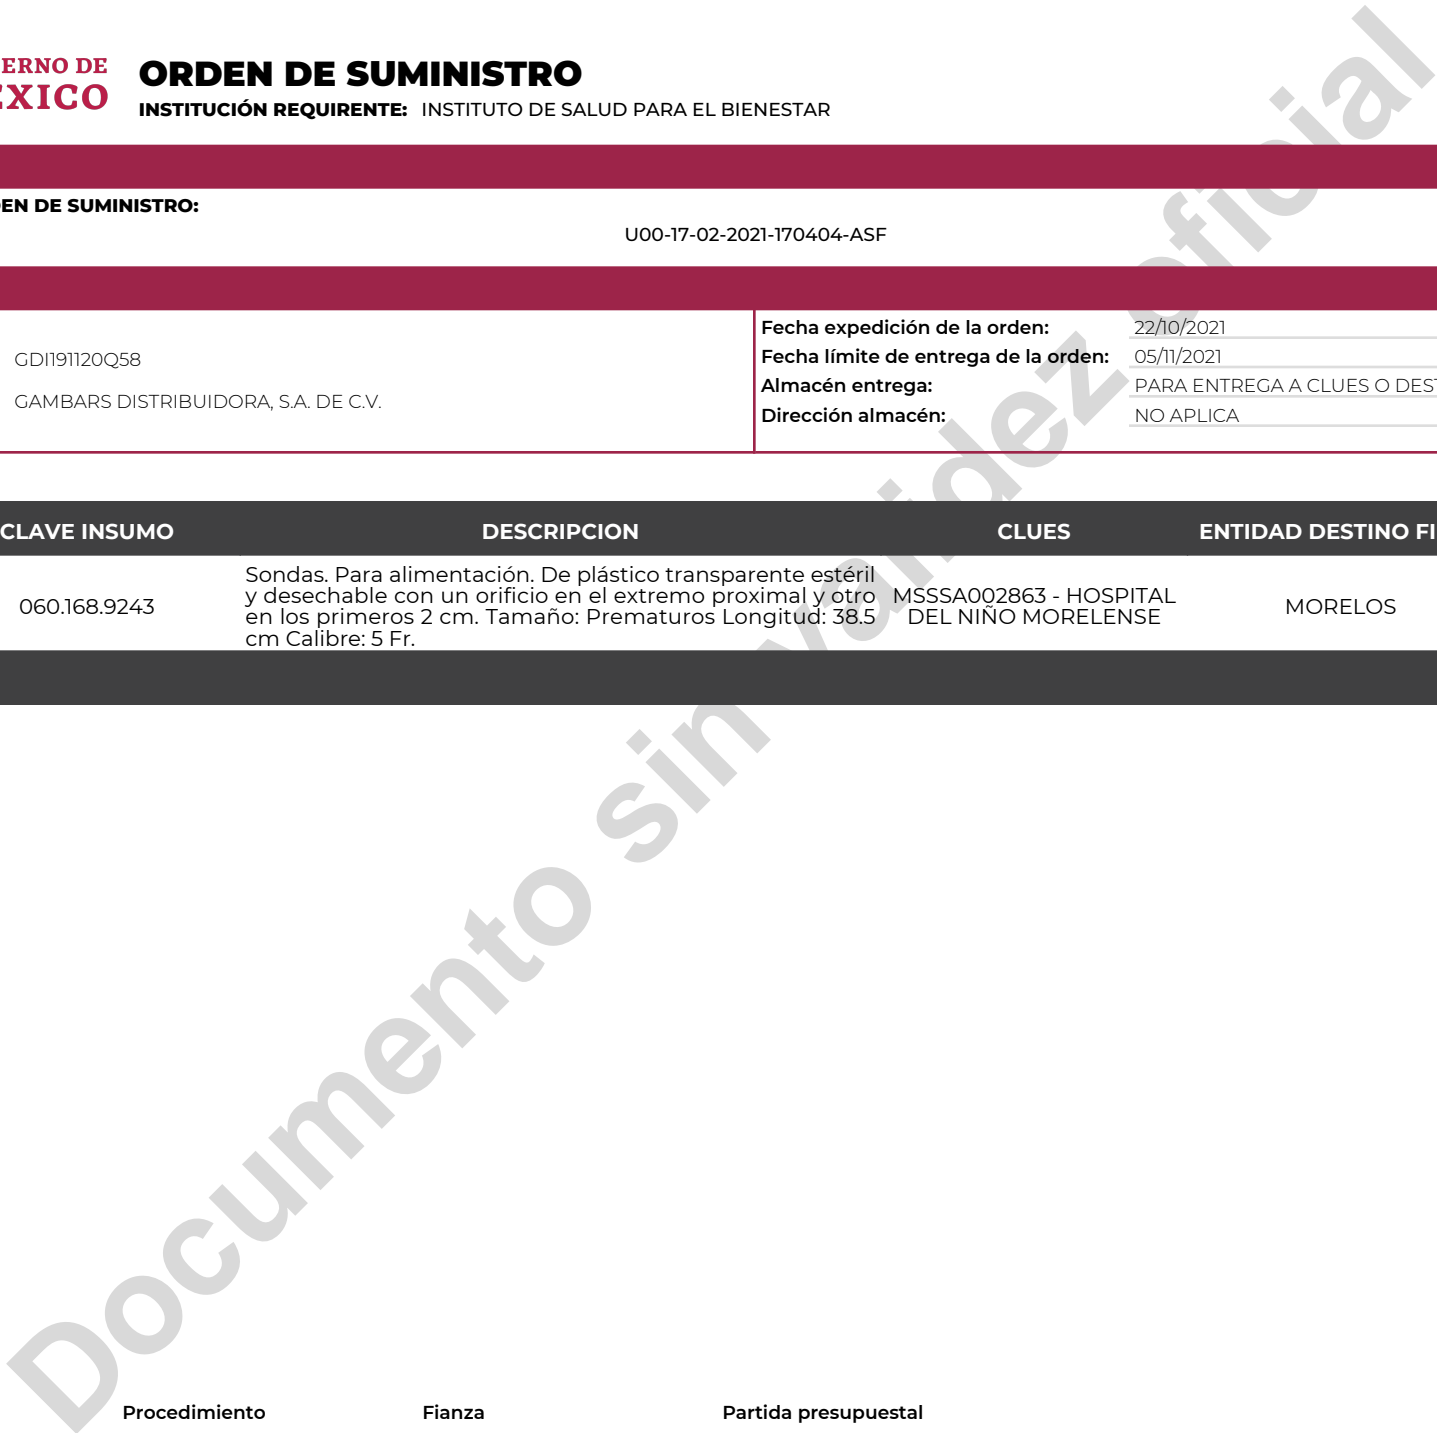 ERNO DE
ÉXICO
ORDEN DE SUMINISTRO
INSTITUCIÓN REQUIRENTE: INSTITUTO DE SALUD PARA EL BIENESTAR
EN DE SUMINISTRO:
U00-17-02-2021-170404-ASF
GDI191120Q58
GAMBARS DISTRIBUIDORA, S.A. DE C.V.
Fecha expedición de la orden: 22/10/2021
Fecha límite de entrega de la orden: 05/11/2021
Almacén entrega: PARA ENTREGA A CLUES O DEST
Dirección almacén: NO APLICA
CLAVE INSUMO DESCRIPCION CLUES ENTIDAD DESTINO FI
060.168.9243
Sondas. Para alimentación. De plástico transparente estéril
y desechable con un orificio en el extremo proximal y otro
en los primeros 2 cm. Tamaño: Prematuros Longitud: 38.5
cm Calibre: 5 Fr.
MSSSA002863 - HOSPITAL
DEL NIÑO MORELENSE
MORELOS
Documento sin validez oficial
Procedimiento Fianza Partida presupuestal